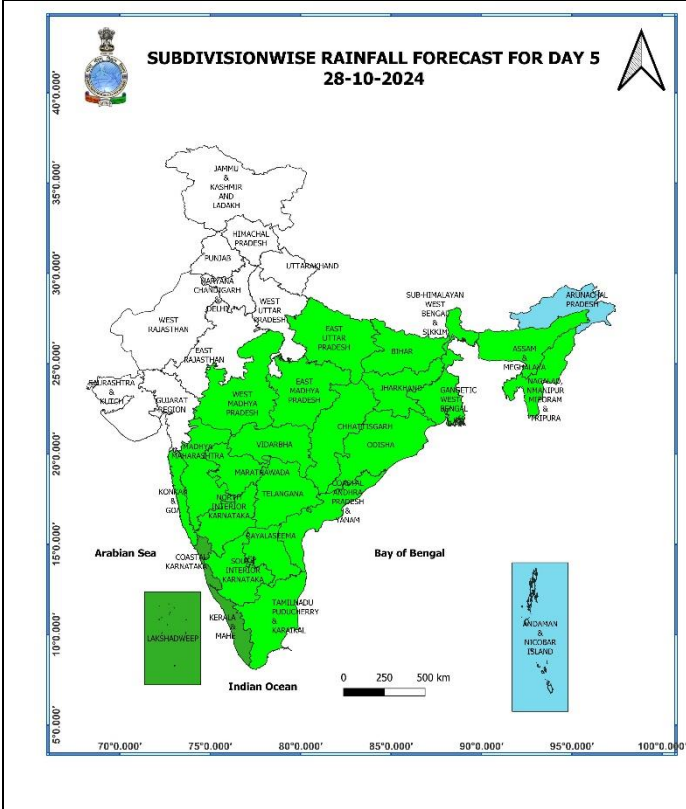 SUBDIVISIONWISE RAINFALL FORECAST FOR DAY 5
28-10-2024
40°0.000'
35°0.000'
30°0.000'
25°0.000'
20°0.000'
15°0.000'
10°0.000'
5°0.000'
JAMMU
&
KASHMIR
AND
LADAKH
HIMACHAL
PRADESH
PUNJAB
UTTARAKHAND
HARYANA
CHANDIGARH
&
DELHI
WEST
UTTAR
PRADESH
WEST
RAJASTHAN
EAST
RAJASTHAN
SUB-HIMALAYAN
WEST
BENGAL
&
SIKKIM
ARUNACHAL
PRADESH
EAST
UTTAR
PRADESH
BIHAR
ASSAM
&
MEGHALAYA
NAGALAND,
MANIPUR
MIZORAM
&
TRIPURA
SAURASHTRA
&
KUTCH
GUJARAT
REGION
WEST
MADHYA
PRADESH
EAST
MADHYA
PRADESH
JHARKHAND
GANGETIC
WEST
BENGAL
CHHATTISGARH
ODISHA
MADHYA
MAHARASHTRA
VIDARBHA
MARATHWADA
TELANGANA
KONKAN
&
GOA
NORTH
INTERIOR
KARNATAKA
COASTAL
ANDHRA
PRADESH
&
YANAM
RAYALASEEMA
Arabian Sea
Bay of Bengal
COASTAL
KARNATAKA
SOUTH
INTERIOR
KARNATAKA
TAMILNADU
PUDUCHERRY
&
KARAIKAL
KERALA
&
MAHE
LAKSHADWEEP
ANDAMAN
&
NICOBAR
ISLAND
Indian Ocean
0 250 500 km
70°0.000' 75°0.000' 80°0.000' 85°0.000' 90°0.000' 95°0.000' 100°0.000'